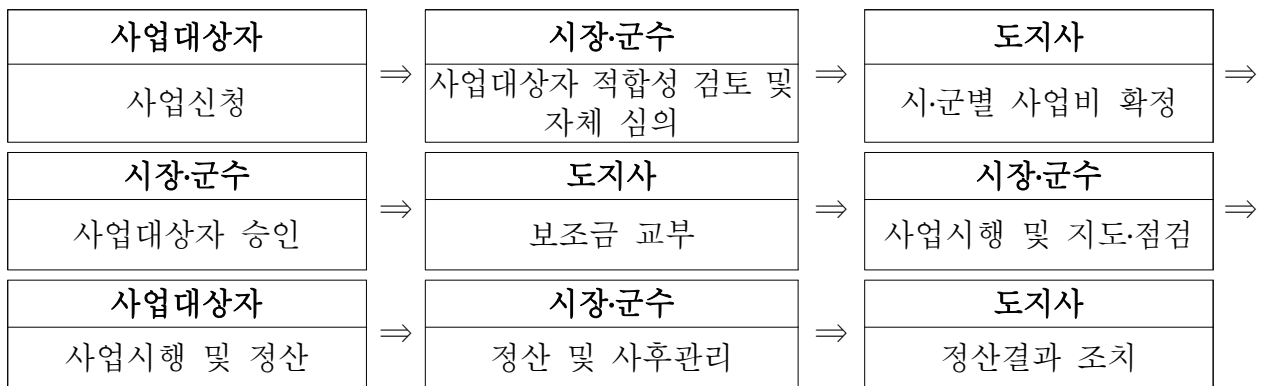 사업대상자 시장·군수 도지사
사업신청 ⇒ 사업대상자 적합성 검토 및 ⇒ 시·군별 사업비 확정 ⇒
자체 심의
시장·군수 도지사 시장·군수
사업대상자 승인 ⇒ 보조금 교부 ⇒ 사업시행 및 지도·점검 ⇒
사업대상자 시장·군수 도지사
사업시행 및 정산 ⇒ 정산 및 사후관리 ⇒ 정산결과 조치